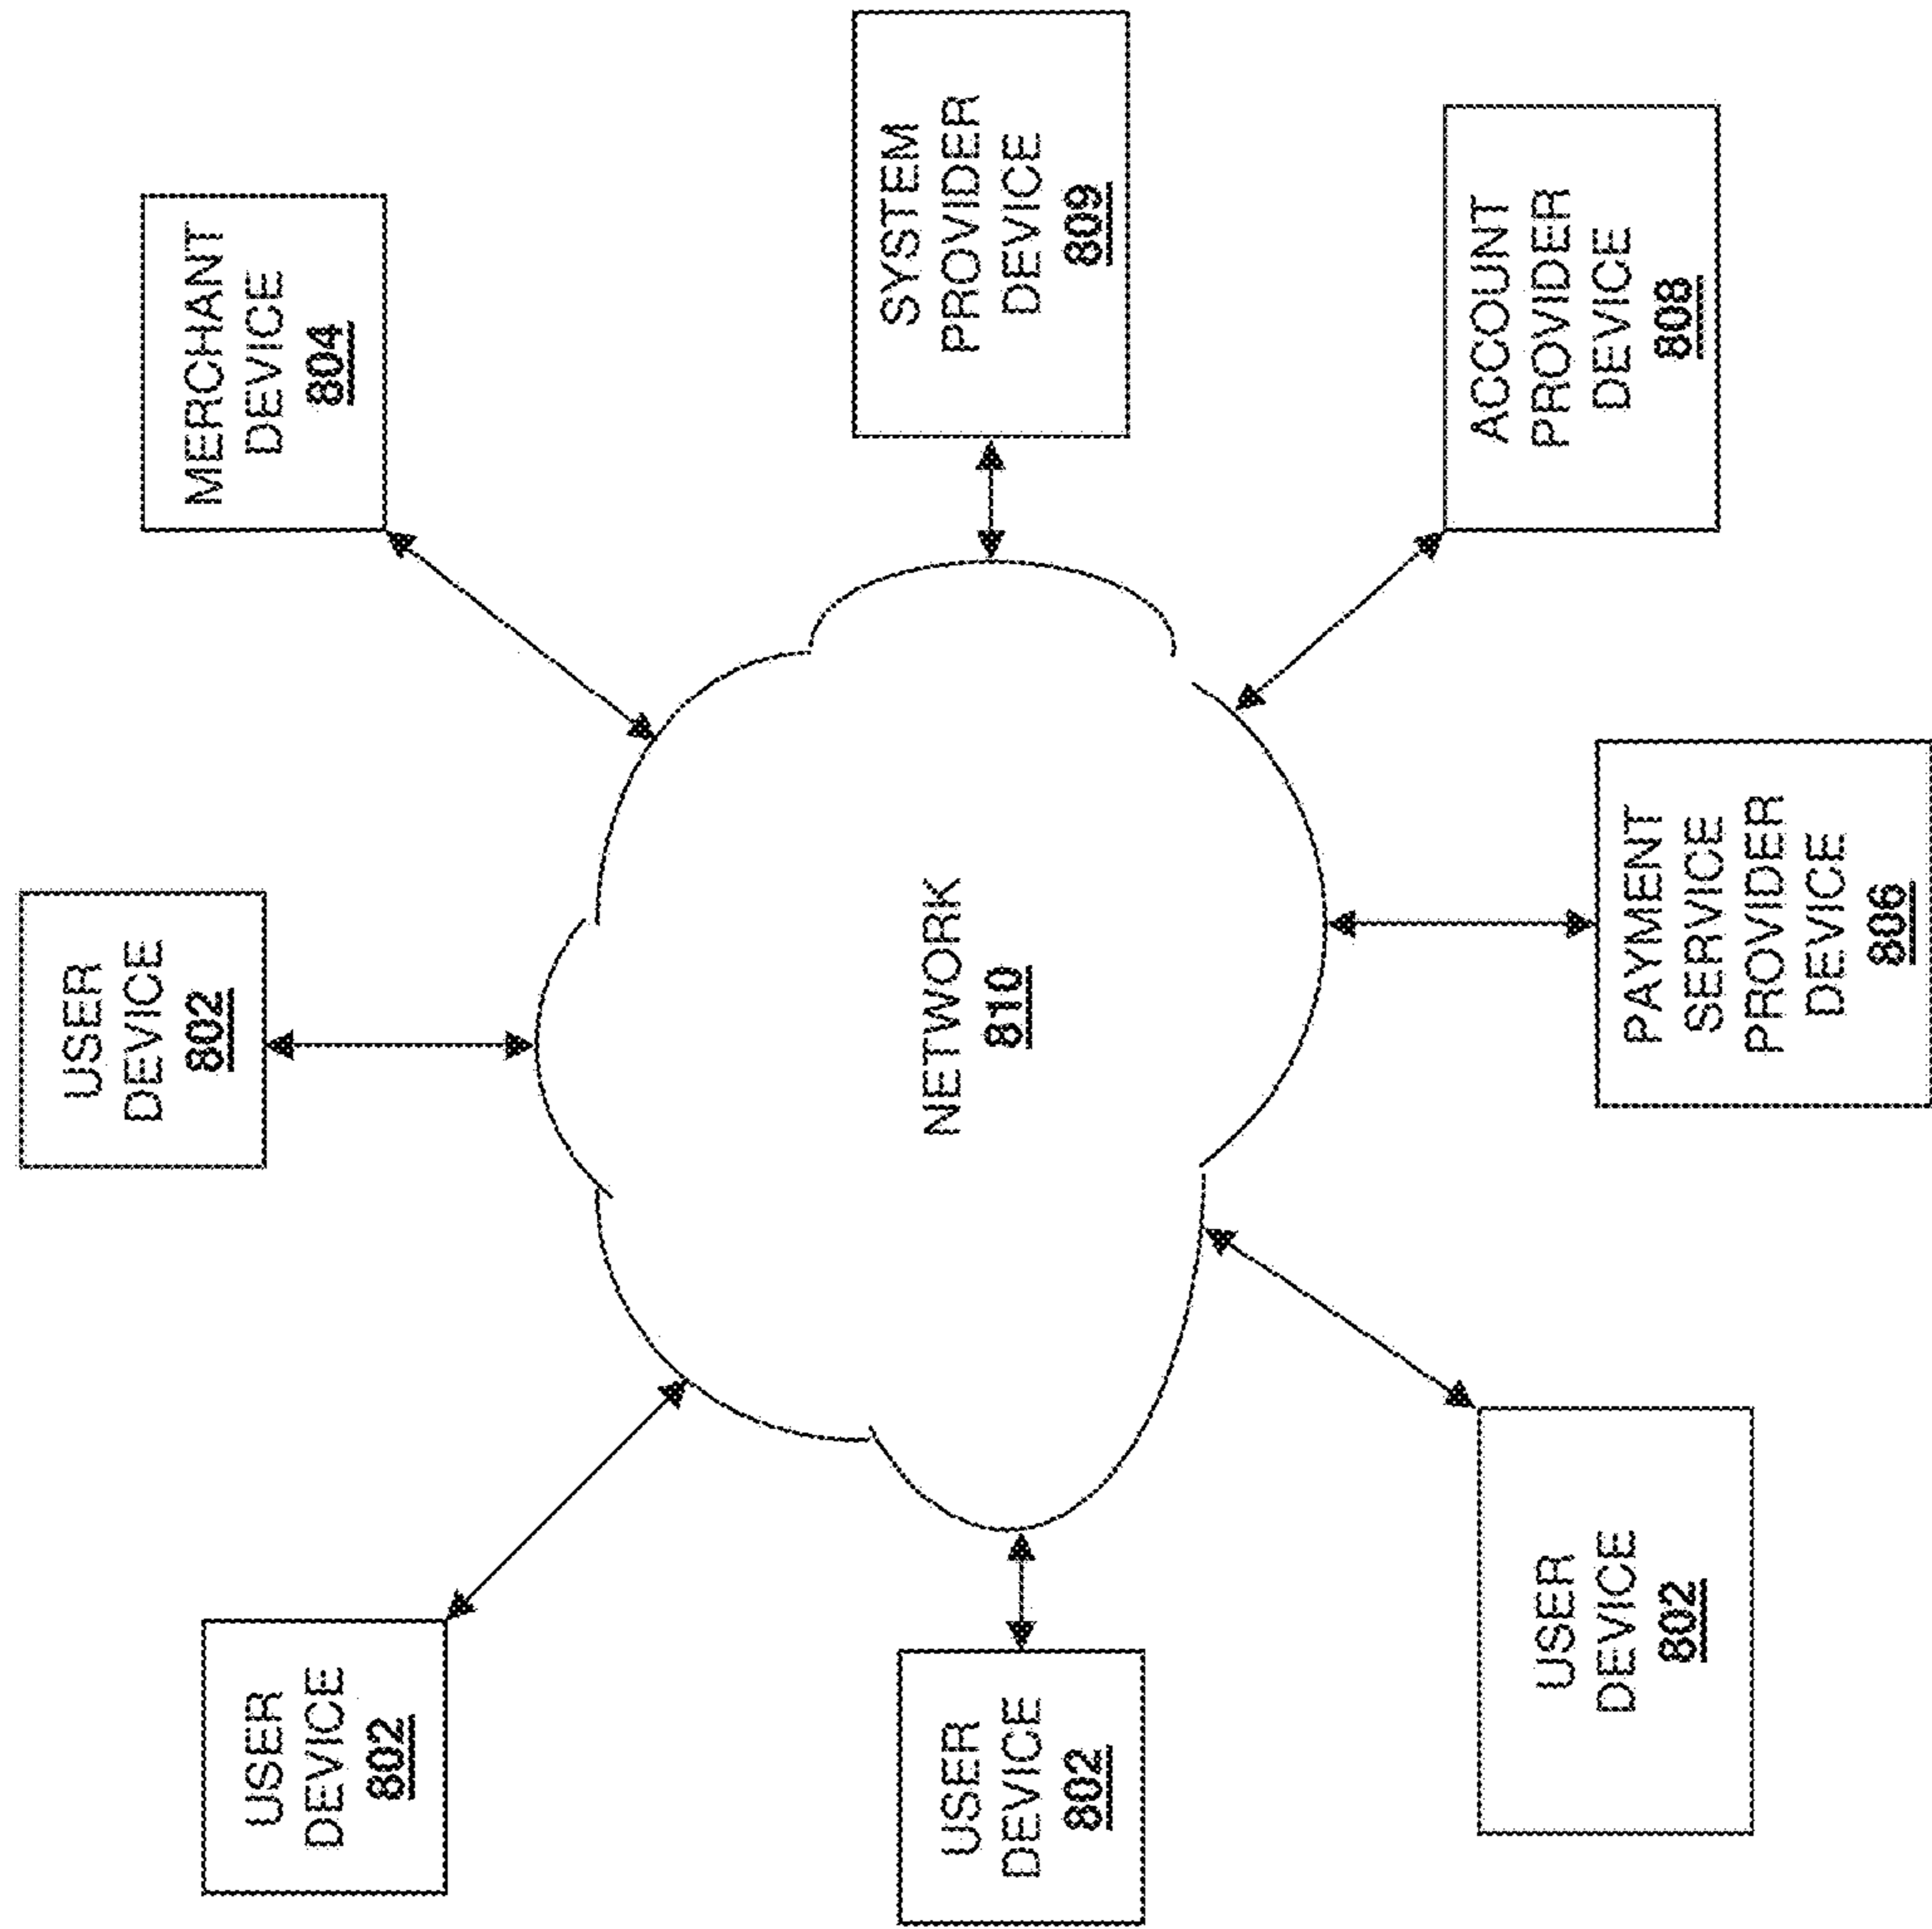 USER
DEVICE
802
USER
DEVICE
802
MERCHANT
DEVICE
804
USER
DEVICE
802
NETWORK
810
SYSTEM
PROVIDER
DEVICE
809
USER
DEVICE
802
PAYMENT
SERVICE
PROVIDER
DEVICE
806
ACCOUNT
PROVIDER
DEVICE
808